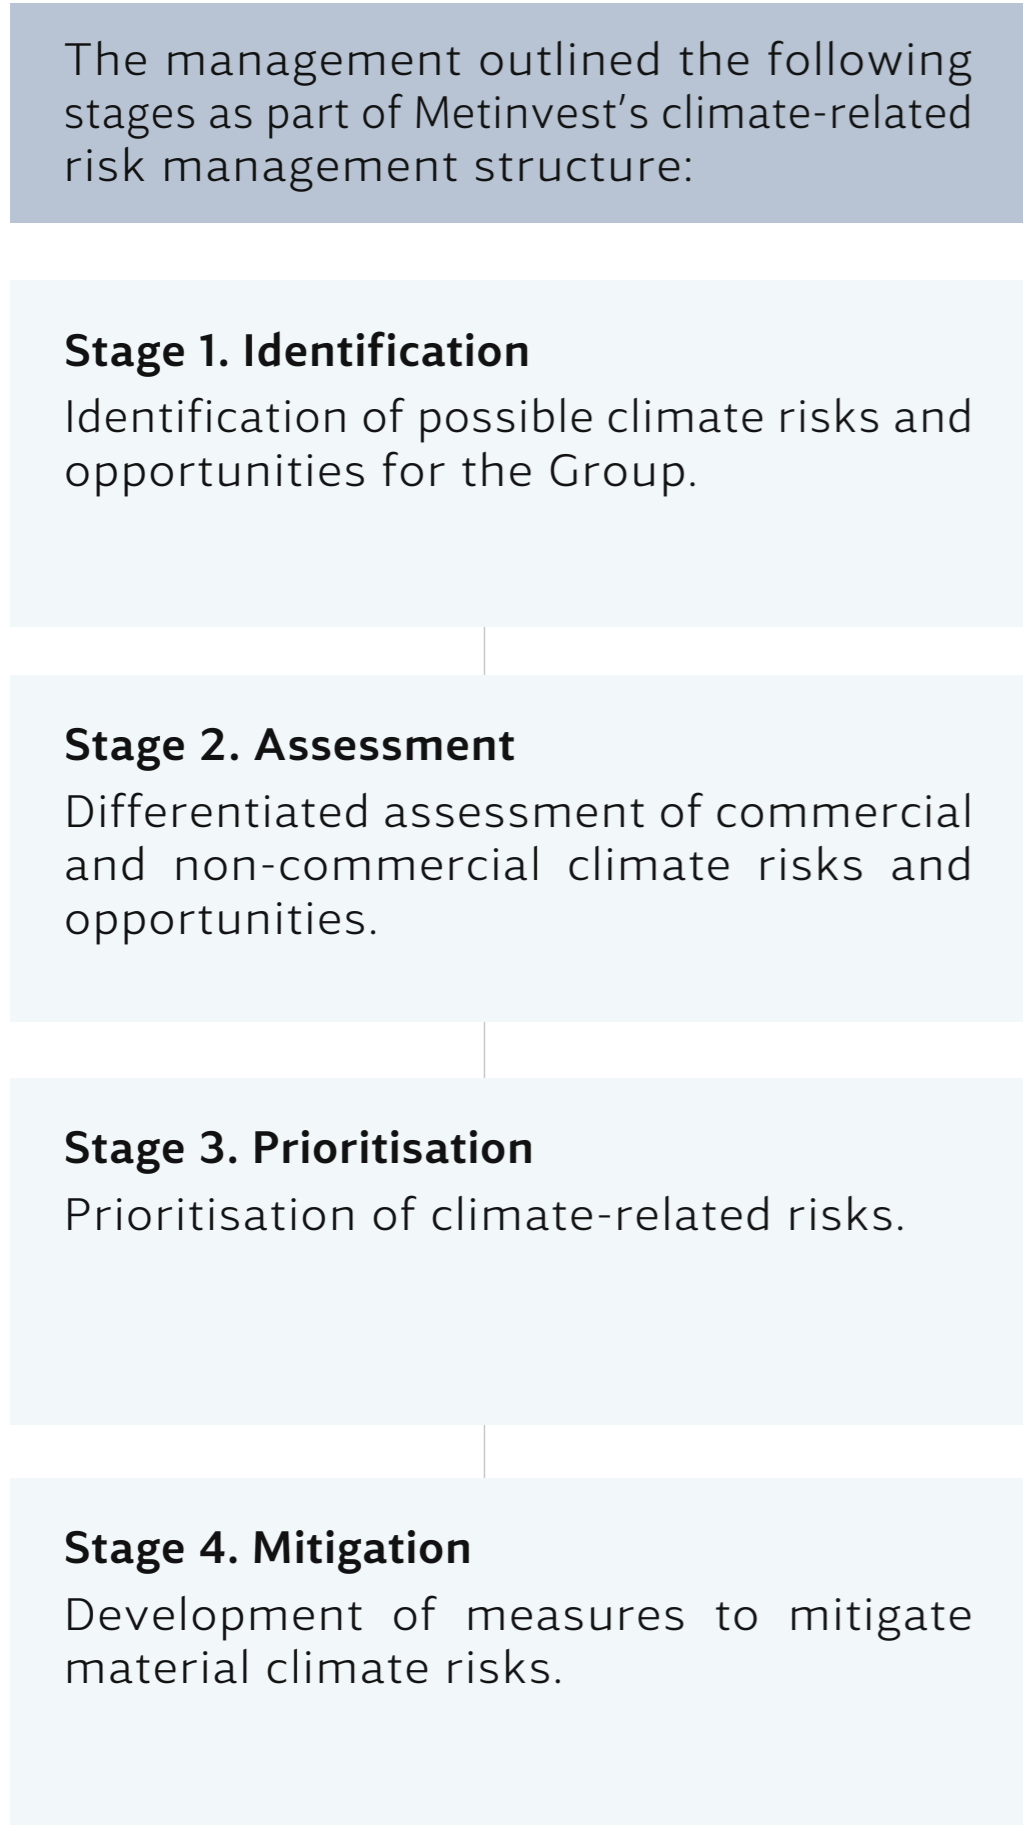 The management outlined the following
stages as part of Metinvest’s climate-related
risk management structure:
Stage 1. Identification
Identification of possible climate risks and
opportunities for the Group.
Stage 2. Assessment
Differentiated assessment of commercial
and non-commercial climate risks and
opportunities.
Stage 3. Prioritisation
Prioritisation of climate-related risks.
Stage 4. Mitigation
Development of measures to mitigate
material climate risks.